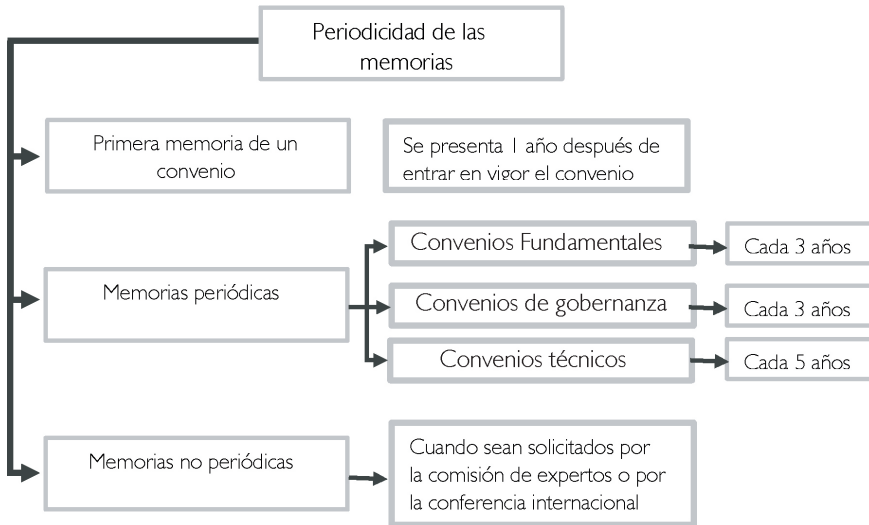 Periodicidad de las
memorias
Primera memoria de un
convenio
Se presenta 1 año después de
entrar en vigor el convenio
Memorias periódicas
Convenios Fundamentales
Cada 3 años
Convenios de gobernanza
Cada 3 años
Convenios técnicos
Cada 5 años
Memorias no periódicas
Cuando sean solicitados por
la comisión de expertos o por
la conferencia internacional